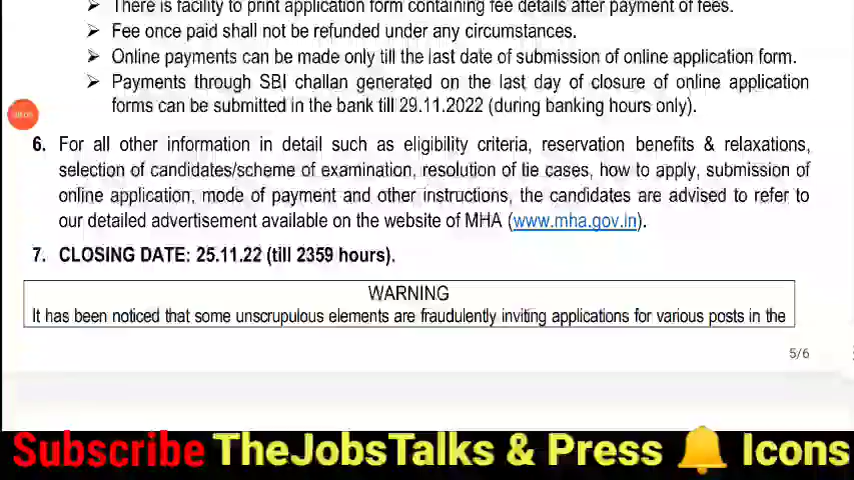 ➢ There is facility to print application form containing fee details after payment of fees.
➢ Fee once paid shall not be refunded under any circumstances.
➢ Online payments can be made only till the last date of submission of online application form.
➢ Payments through SBI challan generated on the last day of closure of online application
forms can be submitted in the bank till 29.11.2022 (during banking hours only).
6. For all other information in detail such as eligibility criteria, reservation benefits & relaxations,
selection of candidates/scheme of examination, resolution of tie cases, how to apply, submission of
online application, mode of payment and other instructions, the candidates are advised to refer to
our detailed advertisement available on the website of MHA (www.mha.gov.in).
7. CLOSING DATE: 25.11.22 (till 2359 hours).
WARNING
It has been noticed that some unscrupulous elements are fraudulently inviting applications for various posts in the
5/6
Subscribe TheJobsTalks & Press 🔔 Icons